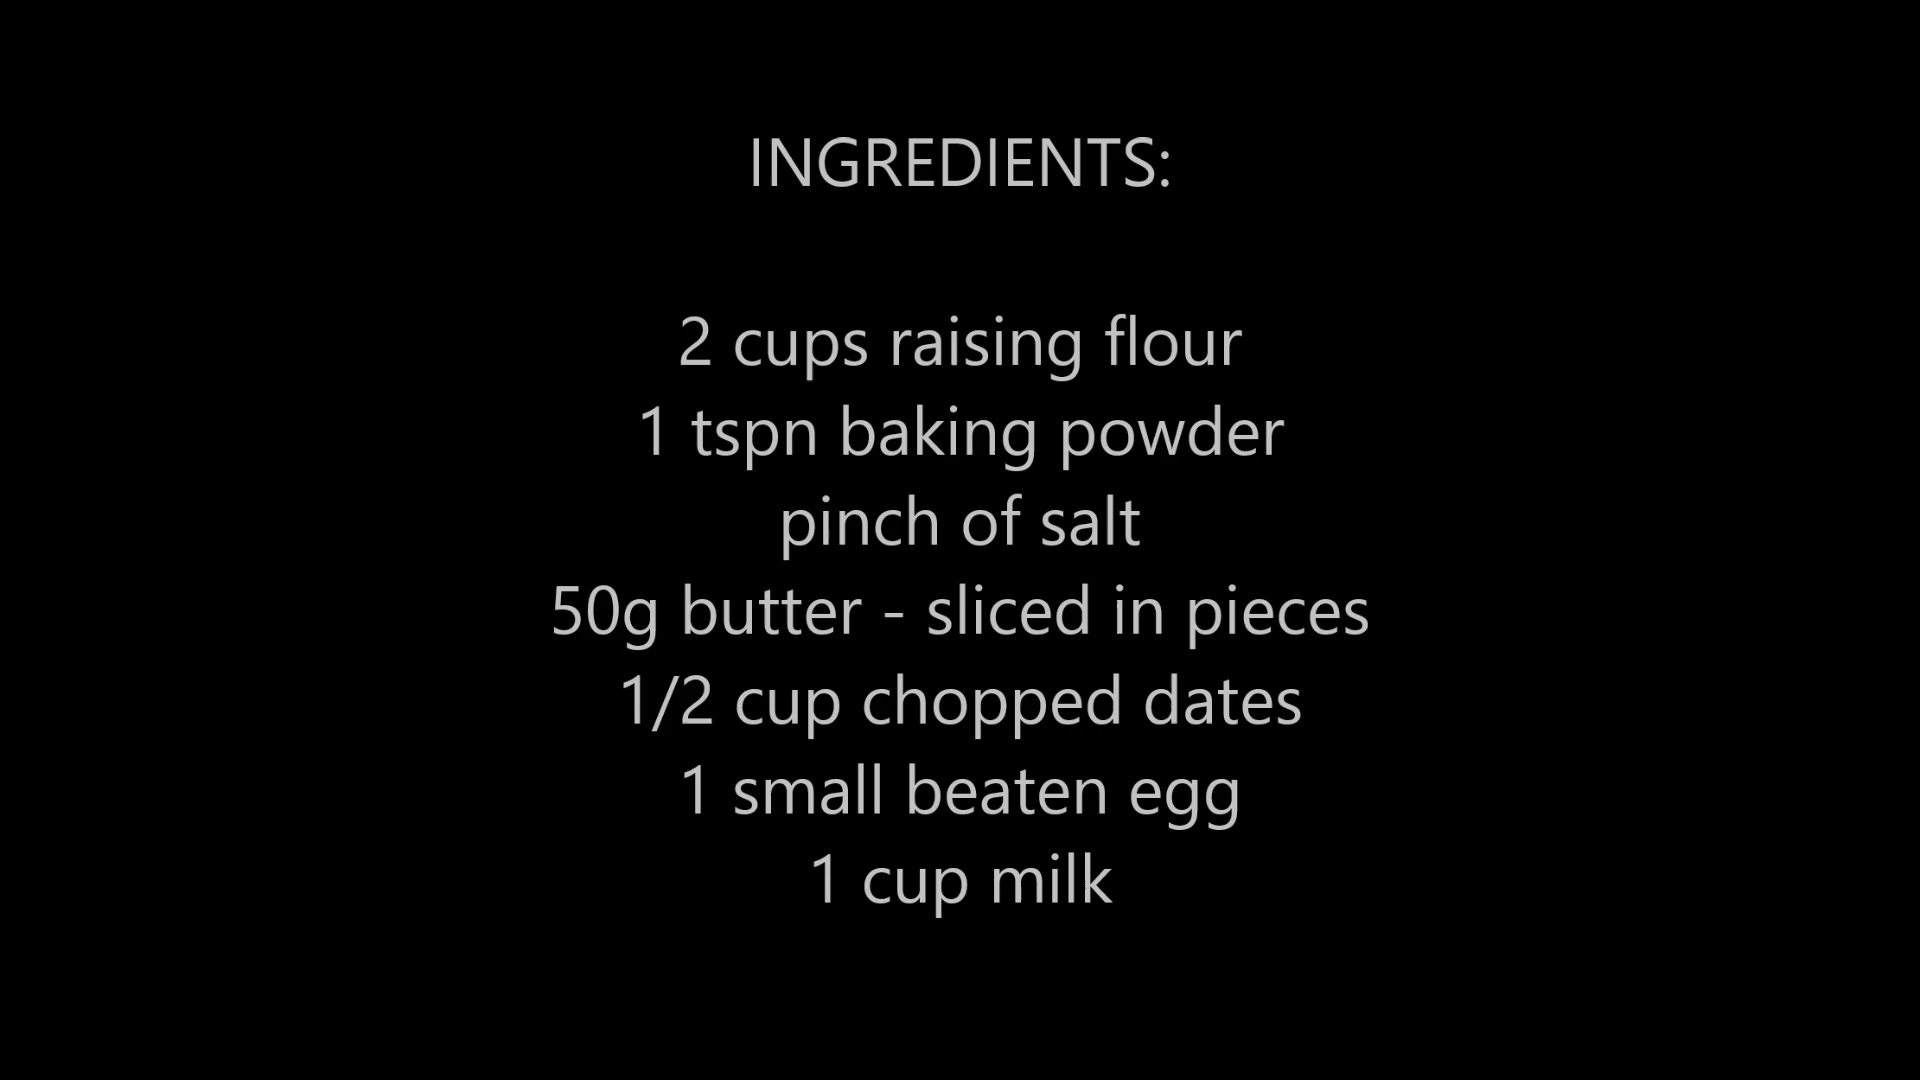 INGREDIENTS:
2 cups raising flour
1 tspn baking powder
pinch of salt
50g butter - sliced in pieces
1/2 cup chopped dates
1 small beaten egg
1 cup milk